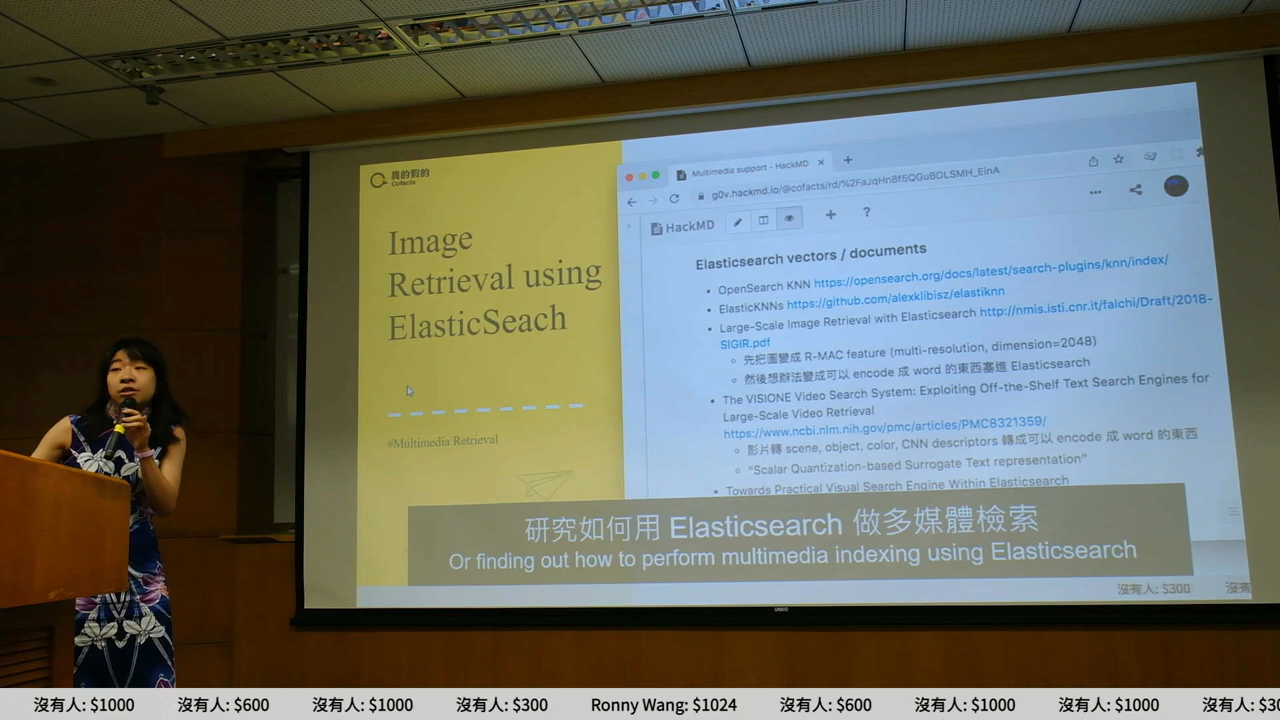 真的假的
Cofacts
Image
Retrieval using
ElasticSeach
#Multimedia Retrieval
Multimedia support - HackMD
g0v.hackmd.io/@cofacts/rd/%2FaJqHn8f5QGuBDLSMH_EinA
HackMD
Elasticsearch vectors / documents
OpenSearch KNN https://opensearch.org/docs/latest/search-plugins/knn/index/
ElasticKNNs https://github.com/alexklibisz/elastiknn
Large-Scale Image Retrieval with Elasticsearch http://nmis.isti.cnr.it/falchi/Draft/2018-
SIGIR.pdf
先把圖變成 R-MAC feature (multi-resolution, dimension=2048)
然後想辦法變成可以 encode 成 word 的東西塞進 Elasticsearch
The VISIONE Video Search System: Exploiting Off-the-Shelf Text Search Engines for
Large-Scale Video Retrieval
https://www.ncbi.nlm.nih.gov/pmc/articles/PMC8321359/
影片轉 scene, object, color, CNN descriptors 轉成可以 encode 成 word 的東西
“Scalar Quantization-based Surrogate Text representation”
Towards Practical Visual Search Engine Within Elasticsearch
研究如何用 Elasticsearch 做多媒體檢索
Or finding out how to perform multimedia indexing using Elasticsearch
沒有人: $300 沒有
沒有人: $1000 沒有人: $600 沒有人: $1000 沒有人: $300 Ronny Wang: $1024 沒有人: $600 沒有人: $1000 沒有人: $1000 沒有人: $30